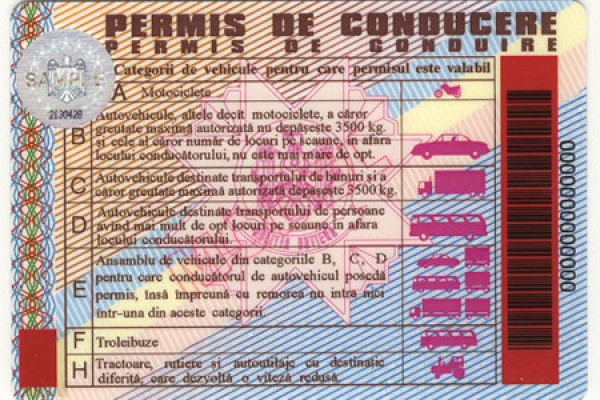 PERMIS DE CONDUCERE
PERMIS DE CONDUIRE
Categorii de vehicule pentru care permisul este valabil
SAMPLE
2130428
A Motociclete
B Autovehicule, altele decît motociclete, a căror
greutate maximă autorizată nu depășește 3500 kg.
și cele al căror număr de locuri pe scaune, în afara
locului conducătorului, nu este mai mare de opt.
C Autovehicule destinate transportului de bunuri și a
căror greutate maximă autorizată depășește 3500 kg.
D Autovehicule destinate transportului de persoane
avînd mai mult de opt locuri pe scaune în afara
locului conducătorului.
E Ansamblu de vehicule din categoriile B, C, D
pentru care conducătorul de autovehicul posedă
permis, însă împreună cu remorea nu intra nici
într-una din aceste categorii.
F Troleibuze
H Tractoare, rutiere și autoutilaje cu destinație
diferită, care dezvoltă o viteză redusă.
0000000000000